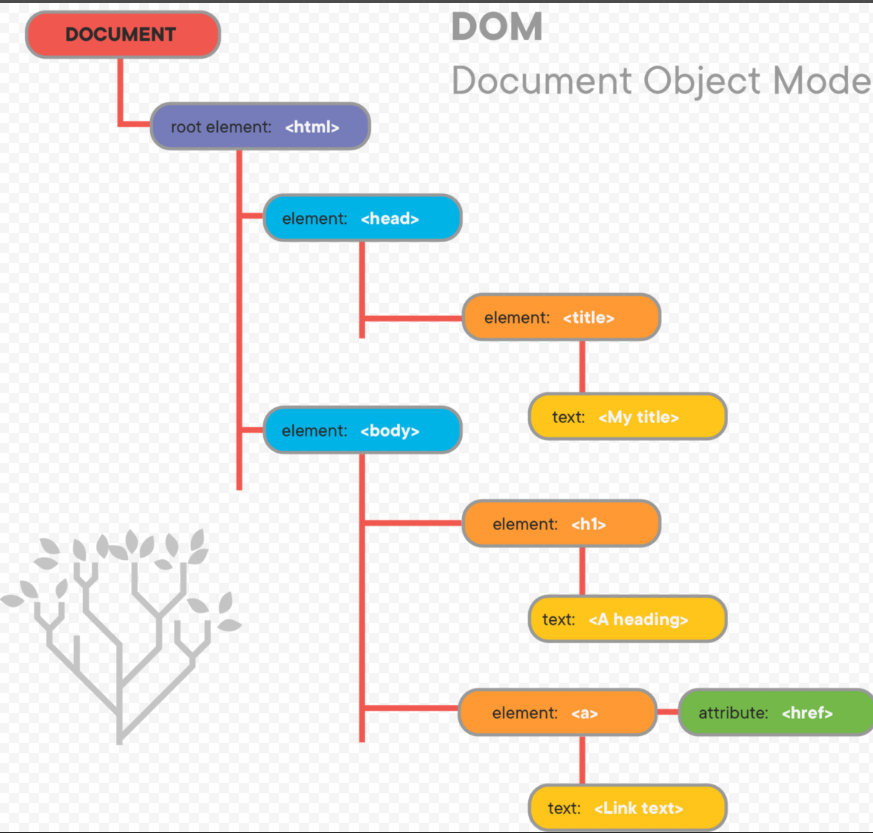 DOCUMENT
DOM
Document Object Mode
root element: <html>
element: <head>
element: <title>
text: <My title>
element: <body>
element: <h1>
text: <A heading>
element: <a>
attribute: <href>
text: <Link text>